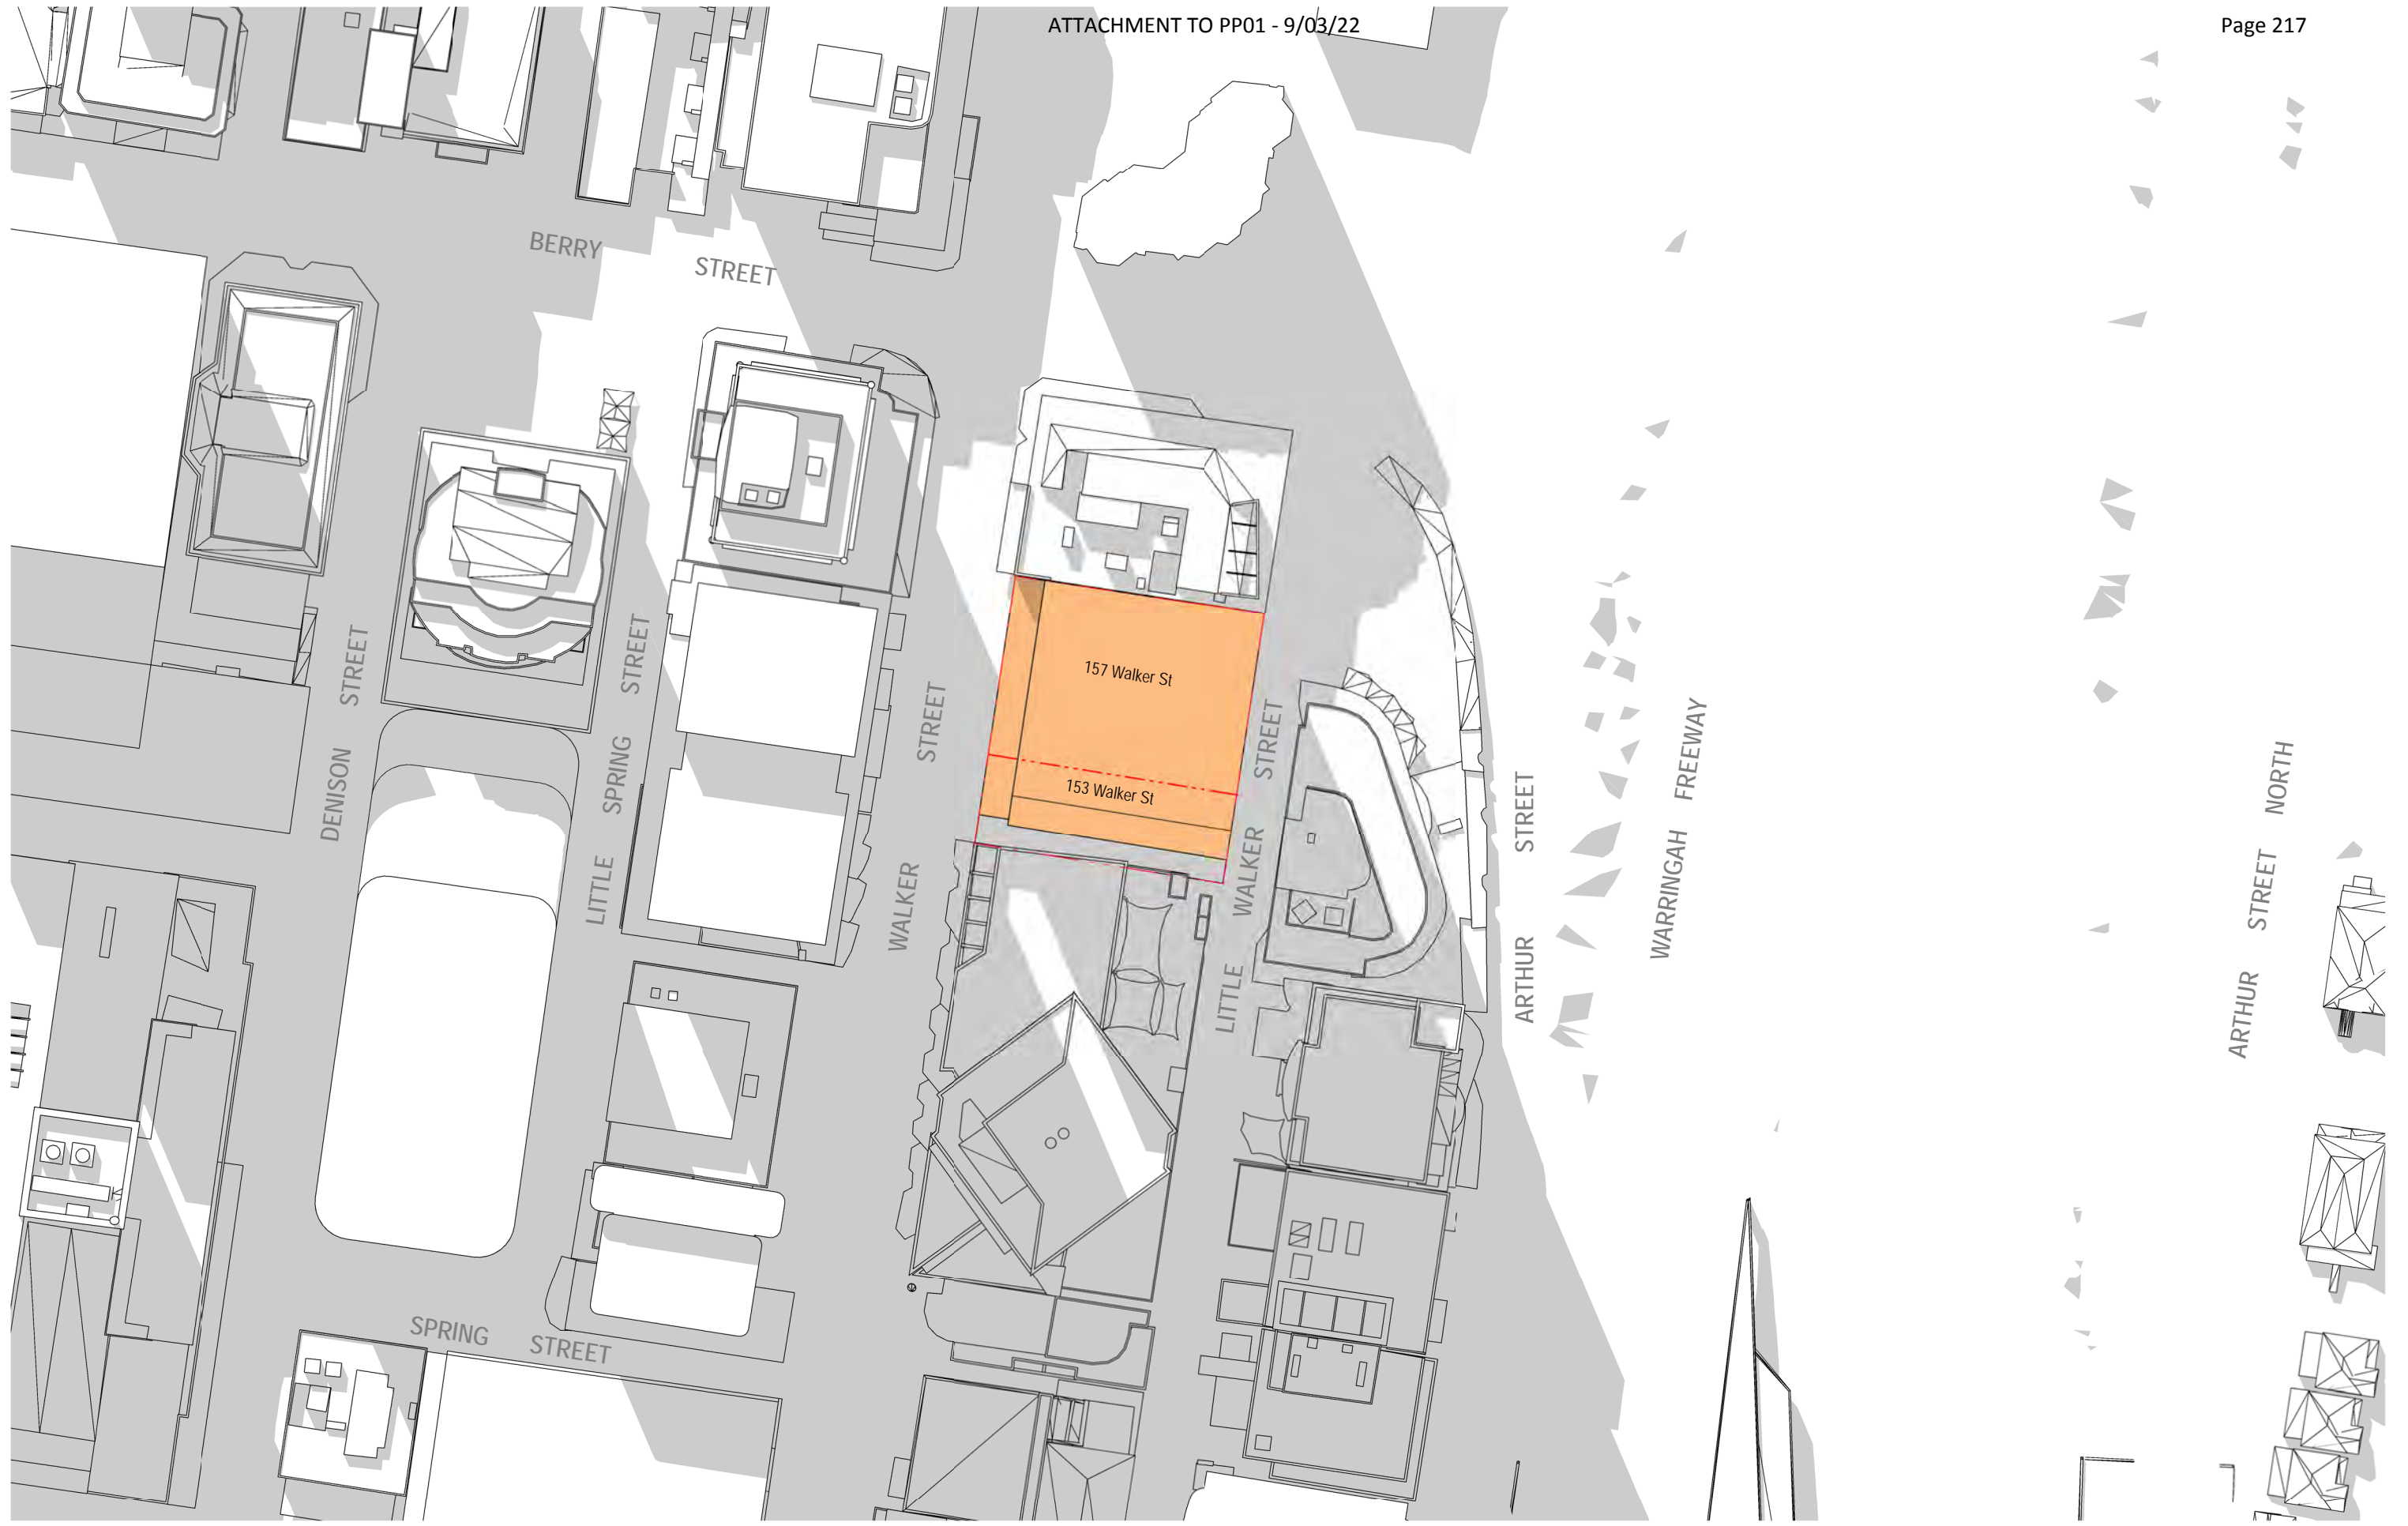 ATTACHMENT TO PP01 - 9/03/22
Page 217
BERRY STREET
157 Walker St
153 Walker St
DENISON STREET
LITTLE SPRING STREET
WALKER STREET
LITTLE WALKER STREET
ARTHUR STREET
WARRINGAH FREEWAY
ARTHUR STREET NORTH
SPRING STREET